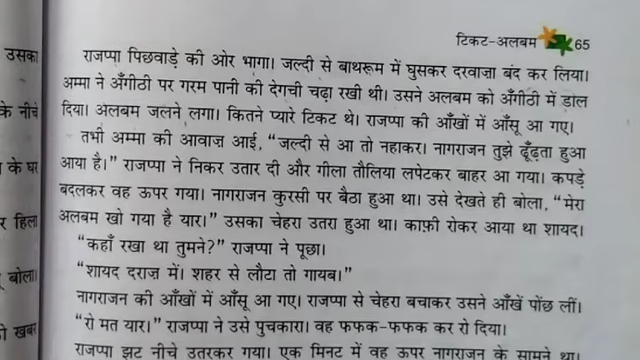 टिकट-अलबम 65
उसका
के नीचे
के घर
र हिला
बोला।
खबर
राजप्पा पिछवाड़े की ओर भागा। जल्दी से बाथरूम में घुसकर दरवाज़ा बंद कर लिया।
अम्मा ने अँगीठी पर गरम पानी की देगची चढ़ा रखी थी। उसने अलबम को अँगीठी में डाल
दिया। अलबम जलने लगा। कितने प्यारे टिकट थे। राजप्पा की आँखों में आँसू आ गए।
तभी अम्मा की आवाज़ आई, “जल्दी से आ तो नहाकर। नागराजन तुझे ढूँढ़ता हुआ
आया है।” राजप्पा ने निकर उतार दी और गीला तौलिया लपेटकर बाहर आ गया। कपड़े
बदलकर वह ऊपर गया। नागराजन कुरसी पर बैठा हुआ था। उसे देखते ही बोला, “मेरा
अलबम खो गया है यार।” उसका चेहरा उतरा हुआ था। काफ़ी रोकर आया था शायद।
“कहाँ रखा था तुमने?” राजप्पा ने पूछा।
“शायद दराज़ में। शहर से लौटा तो गायब।”
नागराजन की आँखों में आँसू आ गए। राजप्पा से चेहरा बचाकर उसने आँखें पोंछ लीं।
“रो मत यार।” राजप्पा ने उसे पुचकारा। वह फफक-फफक कर रो दिया।
राजप्पा झट नीचे उतरकर गया। एक मिनट में वह ऊपर नागराजन के सामने था।